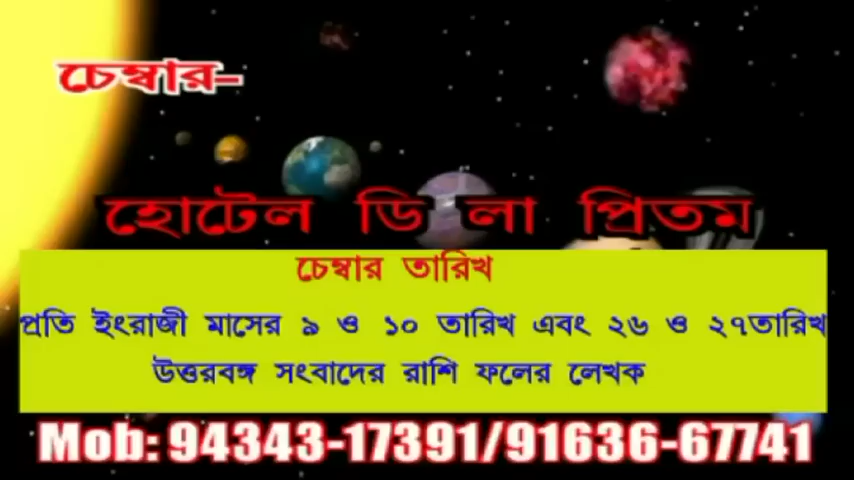 চেম্বার-
হোটেল ডি লা প্রিতম
চেম্বার তারিখ
প্রতি ইংরাজী মাসের ৯ ও ১০ তারিখ এবং ২৬ ও ২৭তারিখ
উত্তরবঙ্গ সংবাদের রাশি ফলের লেখক
Mob: 94343-17391/91636-67741